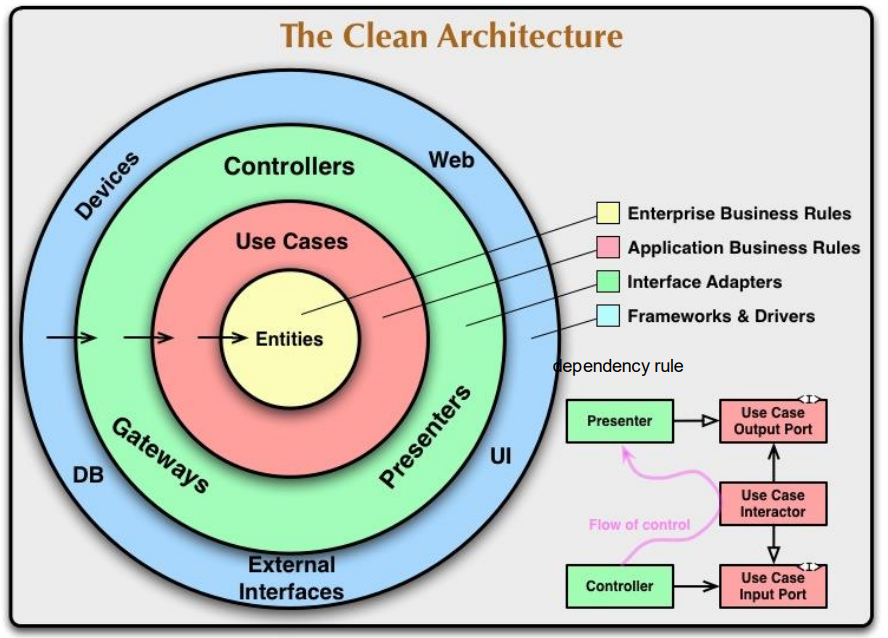 The Clean Architecture
Devices
Web
Controllers
Use Cases
Entities
Gateways
Presenters
DB
UI
External
Interfaces
Enterprise Business Rules
Application Business Rules
Interface Adapters
Frameworks & Drivers
dependency rule
Presenter
<I>
Use Case
Output Port
Flow of control
Use Case
Interactor
Controller
<I>
Use Case
Input Port